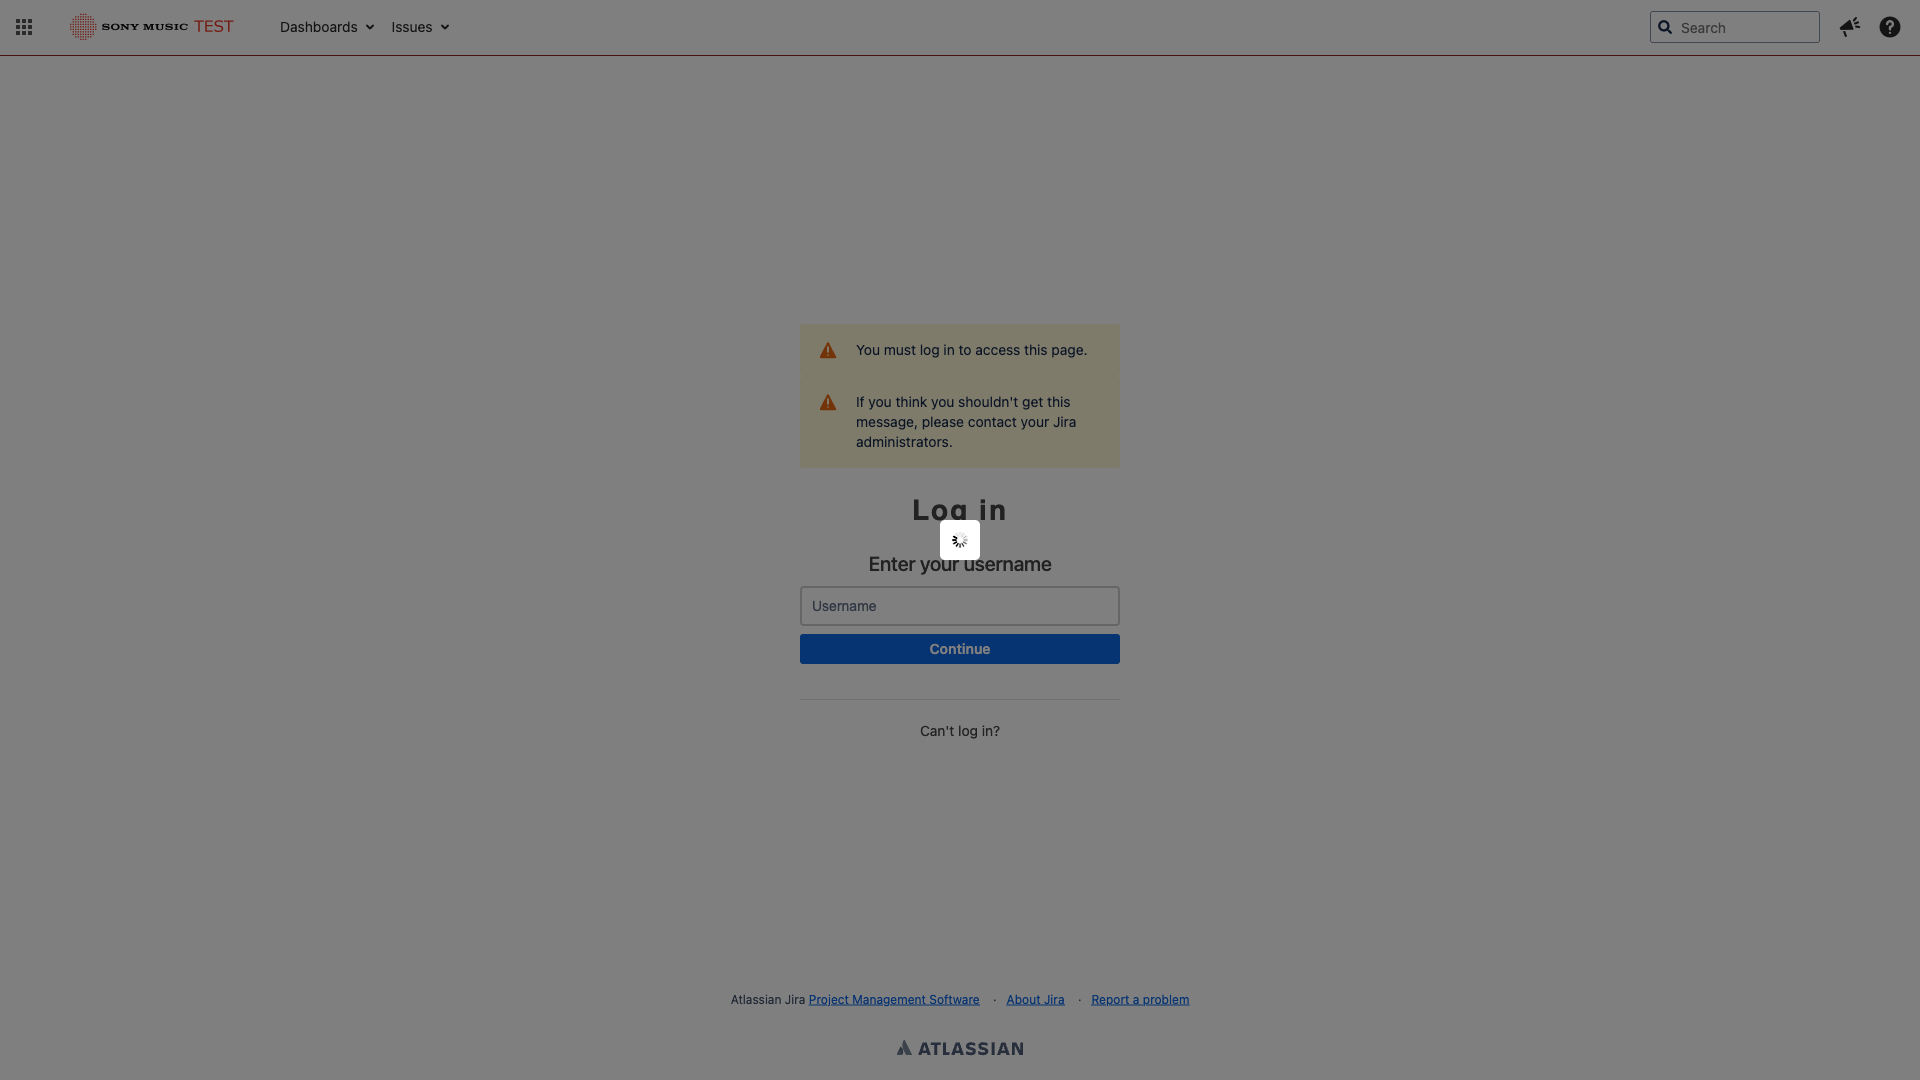 SONY MUSIC TEST
Dashboards
Issues
Search
You must log in to access this page.
If you think you shouldn't get this
message, please contact your Jira
administrators.
Log in
Enter your username
Username
Continue
Can't log in?
Atlassian Jira Project Management Software · About Jira · Report a problem
ATLASSIAN